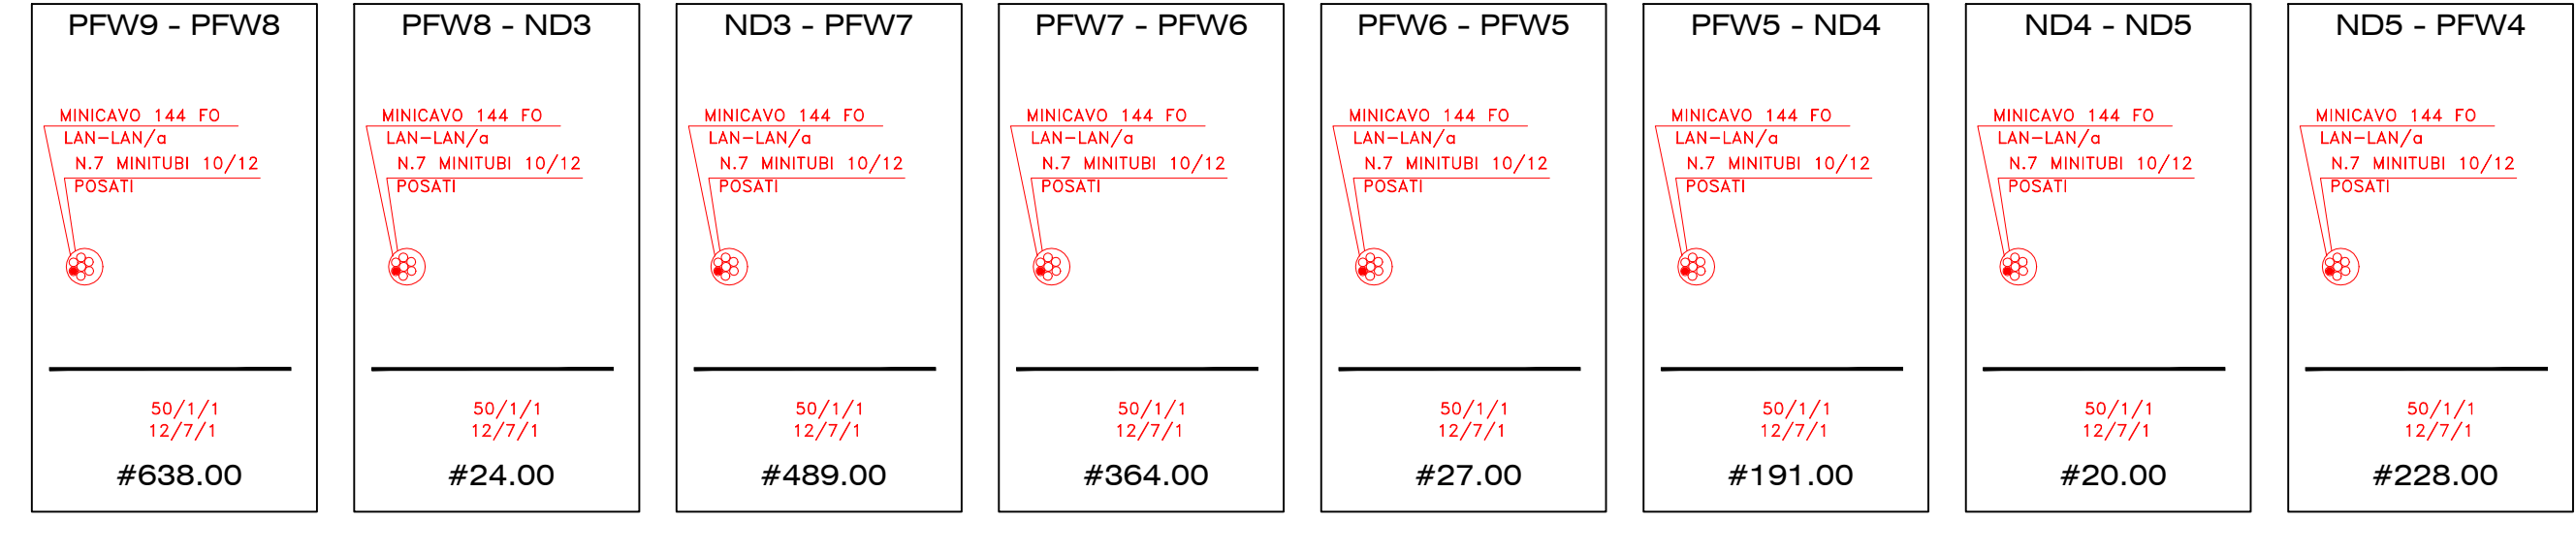 PFW9 - PFW8
MINICAVO 144 FO
LAN-LAN/a
N.7 MINITUBI 10/12
POSATI
50/1/1
12/7/1
#638.00
PFW8 - ND3
MINICAVO 144 FO
LAN-LAN/a
N.7 MINITUBI 10/12
POSATI
50/1/1
12/7/1
#24.00
ND3 - PFW7
MINICAVO 144 FO
LAN-LAN/a
N.7 MINITUBI 10/12
POSATI
50/1/1
12/7/1
#489.00
PFW7 - PFW6
MINICAVO 144 FO
LAN-LAN/a
N.7 MINITUBI 10/12
POSATI
50/1/1
12/7/1
#364.00
PFW6 - PFW5
MINICAVO 144 FO
LAN-LAN/a
N.7 MINITUBI 10/12
POSATI
50/1/1
12/7/1
#27.00
PFW5 - ND4
MINICAVO 144 FO
LAN-LAN/a
N.7 MINITUBI 10/12
POSATI
50/1/1
12/7/1
#191.00
ND4 - ND5
MINICAVO 144 FO
LAN-LAN/a
N.7 MINITUBI 10/12
POSATI
50/1/1
12/7/1
#20.00
ND5 - PFW4
MINICAVO 144 FO
LAN-LAN/a
N.7 MINITUBI 10/12
POSATI
50/1/1
12/7/1
#228.00